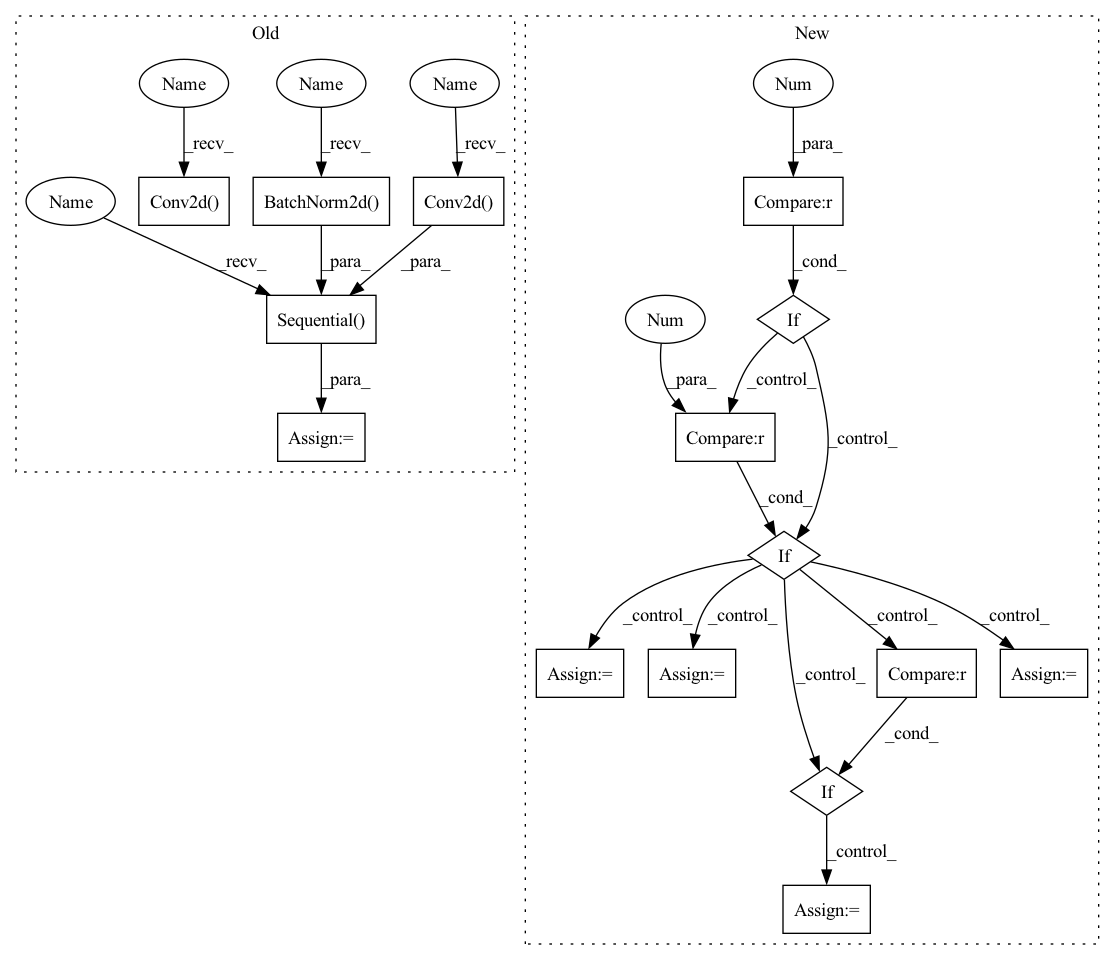 Old
New
Name
Name
Name
Num
_recv_
_recv_
_recv_
_para_
Name
Conv2d()
BatchNorm2d()
Conv2d()
Compare:r
_recv_
_para_
_para_
_cond_
Sequential()
Num
If
_para_
_para_
_control_
_control_
Assign:=
Compare:r
_cond_
If
_control_
_control_
_control_
_control_
_control_
Assign:=
Assign:=
Compare:r
Assign:=
_cond_
If
_control_
Assign:=